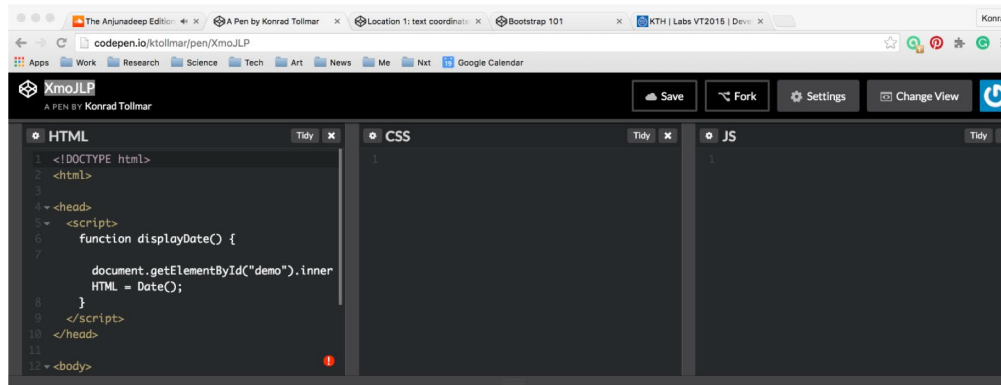 The Anjunadeep Edition
A Pen by Konrad Tollmar
Location 1: text coordinate
Bootstrap 101
KTH | Labs VT2015 | Deve
Konra
codepen.io/ktollmar/pen/XmoJLP
Apps Work Research Science Tech Art News Me Nxt Google Calendar
XmoJLP
A PEN BY Konrad Tollmar
Save Fork Settings Change View
HTML Tidy
CSS Tidy
JS Tidy
1 <!DOCTYPE html>
2 <html>
3
4 <head>
5 <script>
6 function displayDate() {
7
document.getElementById("demo").inner
HTML = Date();
8 }
9 </script>
10 </head>
11
12 <body>
1
1